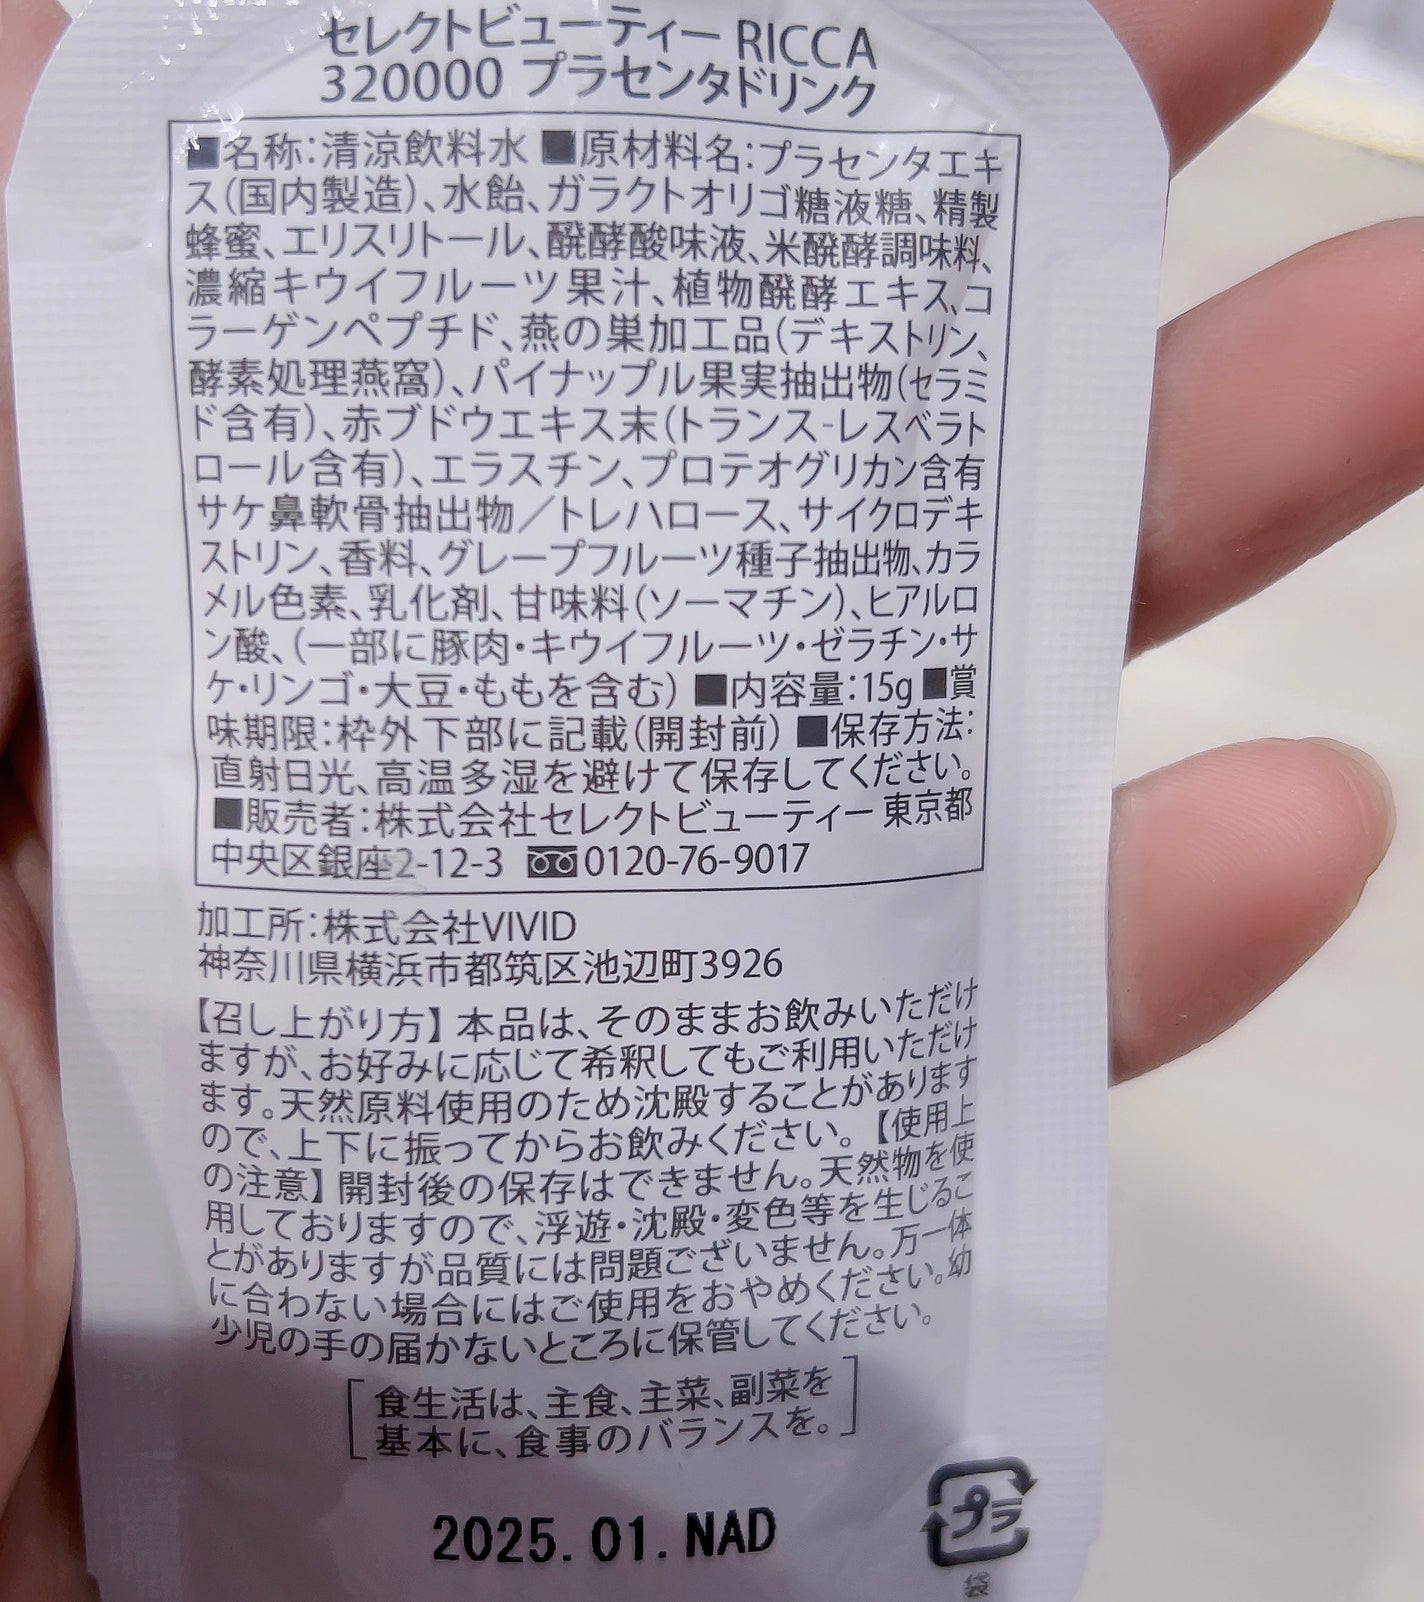 セレクトビューティー RICCA
320000 プラセンタドリンク
■名称：清涼飲料水 ■原材料名：プラセンタエキ
ス（国内製造）、水飴、ガラクトオリゴ糖液糖、精製
蜂蜜、エリスリトール、醗酵酸味液、米醗酵調味料、
濃縮キウイフルーツ果汁、植物醗酵エキス、コ
ラーゲンペプチド、燕の巣加工品（デキストリン、
酵素処理燕窩）、パイナップル果実抽出物（セラミ
ド含有）、赤ブドウエキス末（トランス-レスベラト
ロール含有）、エラスチン、プロテオグリカン含有
サケ鼻軟骨抽出物／トレハロース、サイクロデキ
ストリン、香料、グレープフルーツ種子抽出物、カラ
メル色素、乳化剤、甘味料（ソーマチン）、ヒアルロ
ン酸、（一部に豚肉・キウイフルーツ・ゼラチン・サ
ケ・リンゴ・大豆・ももを含む）■内容量：15g ■賞
味期限：枠外下部に記載（開封前）■保存方法：
直射日光、高温多湿を避けて保存してください。
■販売者：株式会社セレクトビューティー 東京都
中央区銀座2-12-3 0120-76-9017
加工所：株式会社VIVID
神奈川県横浜市都筑区池辺町3926
【召し上がり方】本品は、そのままお飲みいただけ
ますが、お好みに応じて希釈してもご利用いただけ
ます。天然原料使用のため沈殿することがあります
ので、上下に振ってからお飲みください。【使用上
の注意】開封後の保存はできません。天然物を使
用しておりますので、浮遊・沈殿・変色等を生じるこ
とがありますが品質には問題ございません。万一体
に合わない場合にはご使用をおやめください。幼
少児の手の届かないところに保管してください。
食生活は、主食、主菜、副菜を
基本に、食事のバランスを。
2025.01.NAD
プラ
袋